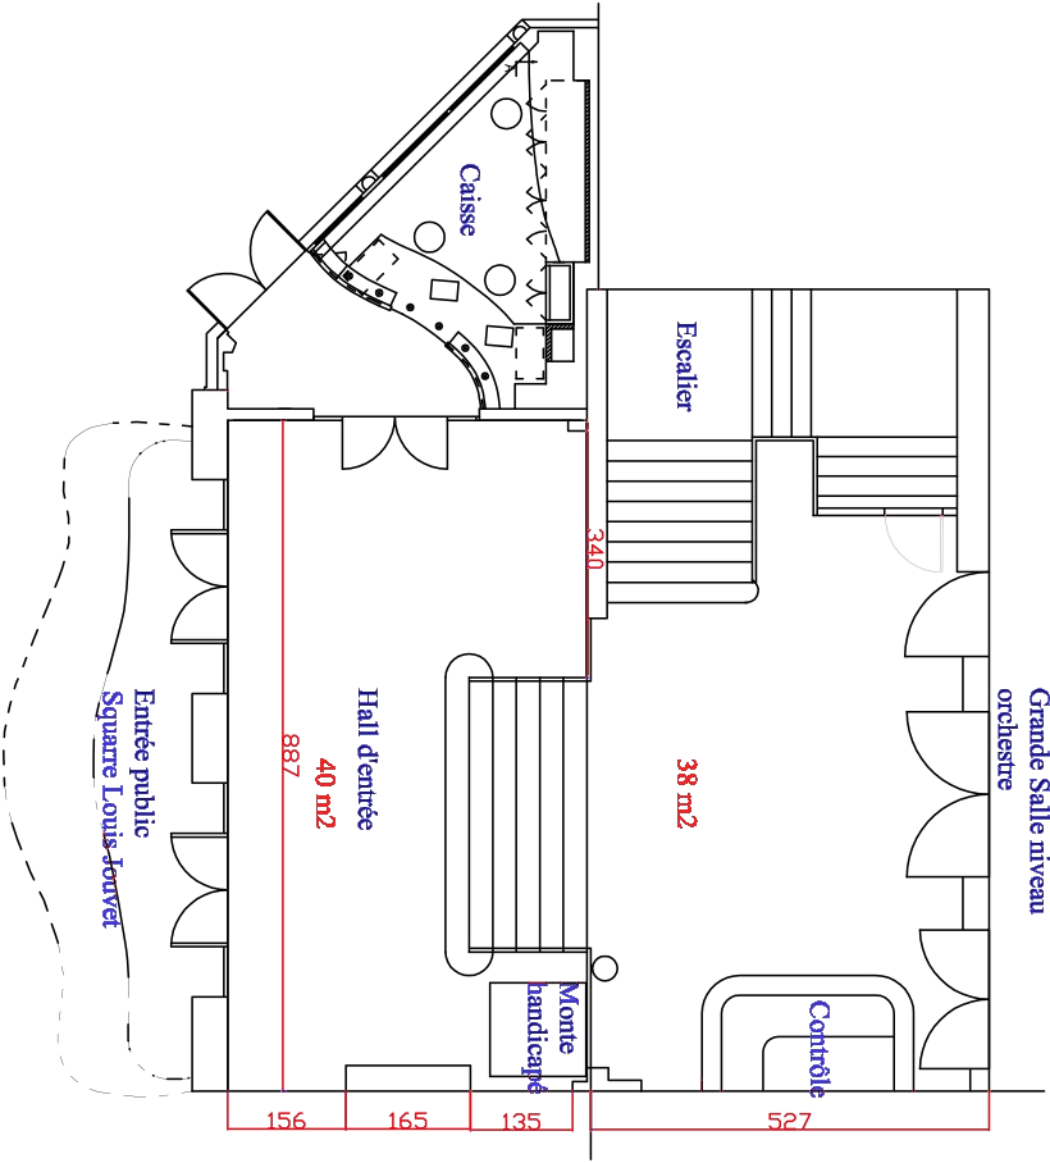 Caisse
Escalier
340
Grande Salle niveau
orchestre
Hall d'entrée
40 m2
887
38 m2
Entrée public
Squarre Louis Jouvet
Monte
handicapé
Contrôle
156
165
135
527